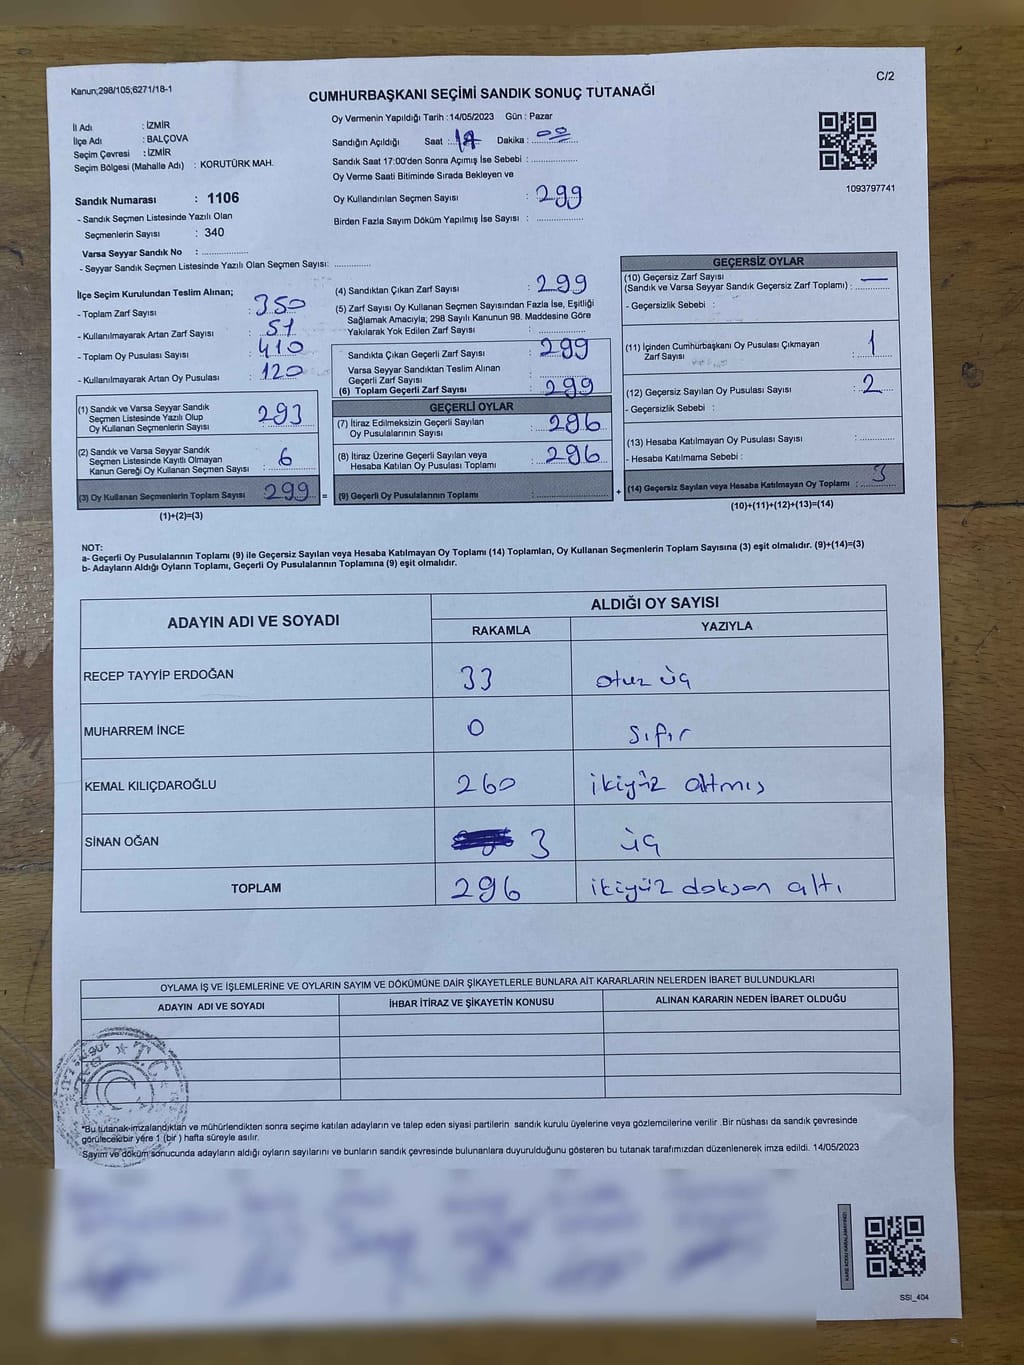 Kanun;298/105;6271/18-1
C/2
CUMHURBAŞKANI SEÇİMİ SANDIK SONUÇ TUTANAĞI
İl Adı : İZMİR
İlçe Adı : BALÇOVA
Seçim Çevresi : İZMİR
Seçim Bölgesi (Mahalle Adı) : KORUTÜRK MAH.
Oy Vermenin Yapıldığı Tarih : 14/05/2023 Gün : Pazar
Sandığın Açıldığı Saat : 17 Dakika : 00
Sandık Saat 17:00'den Sonra Açımış İse Sebebi :
Oy Verme Saati Bitiminde Sırada Bekleyen ve
Oy Kullandırılan Seçmen Sayısı : 299
Birden Fazla Sayım Döküm Yapılmış İse Sayısı :
1093797741
Sandık Numarası : 1106
- Sandık Seçmen Listesinde Yazılı Olan
Seçmenlerin Sayısı : 340
Varsa Seyyar Sandık No :
- Seyyar Sandık Seçmen Listesinde Yazılı Olan Seçmen Sayısı:
İlçe Seçim Kurulundan Teslim Alınan;
- Toplam Zarf Sayısı : 350
- Kullanılmayarak Artan Zarf Sayısı : 51
- Toplam Oy Pusulası Sayısı : 410
- Kullanılmayarak Artan Oy Pusulası : 120
(1) Sandık ve Varsa Seyyar Sandık
Seçmen Listesinde Yazılı Olup
Oy Kullanan Seçmenlerin Sayısı : 293
(2) Sandık ve Varsa Seyyar Sandık
Seçmen Listesinde Kayıtlı Olmayan
Kanun Gereği Oy Kullanan Seçmen Sayısı : 6
(3) Oy Kullanan Seçmenlerin Toplam Sayısı : 299 =
(1)+(2)=(3)
(4) Sandıktan Çıkan Zarf Sayısı : 299
(5) Zarf Sayısı Oy Kullanan Seçmen Sayısından Fazla İse, Eşitliği
Sağlamak Amacıyla; 298 Sayılı Kanunun 98. Maddesine Göre
Yakılarak Yok Edilen Zarf Sayısı :
Sandıkta Çıkan Geçerli Zarf Sayısı : 299
Varsa Seyyar Sandıktan Teslim Alınan
Geçerli Zarf Sayısı :
(6) Toplam Geçerli Zarf Sayısı : 299
GEÇERLİ OYLAR
(7) İtiraz Edilmeksizin Geçerli Sayılan
Oy Pusulalarının Sayısı : 296
(8) İtiraz Üzerine Geçerli Sayılan veya
Hesaba Katılan Oy Pusulası Toplamı : 296
(9) Geçerli Oy Pusulalarının Toplamı : +
GEÇERSİZ OYLAR
(10) Geçersiz Zarf Sayısı
(Sandık ve Varsa Seyyar Sandık Geçersiz Zarf Toplamı) : —
- Geçersizlik Sebebi :
(11) İçinden Cumhurbaşkanı Oy Pusulası Çıkmayan
Zarf Sayısı : 1
(12) Geçersiz Sayılan Oy Pusulası Sayısı : 2
- Geçersizlik Sebebi :
(13) Hesaba Katılmayan Oy Pusulası Sayısı :
- Hesaba Katılmama Sebebi :
(14) Geçersiz Sayılan veya Hesaba Katılmayan Oy Toplamı : 3
(10)+(11)+(12)+(13)=(14)
NOT:
a- Geçerli Oy Pusulalarının Toplamı (9) ile Geçersiz Sayılan veya Hesaba Katılmayan Oy Toplamı (14) Toplamları, Oy Kullanan Seçmenlerin Toplam Sayısına (3) eşit olmalıdır. (9)+(14)=(3)
b- Adayların Aldığı Oyların Toplamı, Geçerli Oy Pusulalarının Toplamına (9) eşit olmalıdır.
ADAYIN ADI VE SOYADI
ALDIĞI OY SAYISI
RAKAMLA YAZIYLA
RECEP TAYYİP ERDOĞAN 33 otuz üç
MUHARREM İNCE 0 sıfır
KEMAL KILIÇDAROĞLU 260 ikiyüz altmış
SİNAN OĞAN 3 üç
TOPLAM 296 ikiyüz doksan altı
OYLAMA İŞ VE İŞLEMLERİNE VE OYLARIN SAYIM VE DÖKÜMÜNE DAİR ŞİKAYETLERLE BUNLARA AİT KARARLARIN NELERDEN İBARET BULUNDUKLARI
ADAYIN ADI VE SOYADI İHBAR İTİRAZ VE ŞİKAYETİN KONUSU ALINAN KARARIN NEDEN İBARET OLDUĞU
T.C.
*Bu tutanak imzalandıktan ve mühürlendikten sonra seçime katılan adayların ve talep eden siyasi partilerin sandık kurulu üyelerine veya gözlemcilerine verilir .Bir nüshası da sandık çevresinde
görülecek bir yere 1 (bir ) hafta süreyle asılır.
Sayım ve döküm sonucunda adayların aldığı oyların sayılarını ve bunların sandık çevresinde bulunanlara duyurulduğunu gösteren bu tutanak tarafımızdan düzenlenerek imza edildi. 14/05/2023
KARE KODU KARALAMAYINIZ!
SSI_404